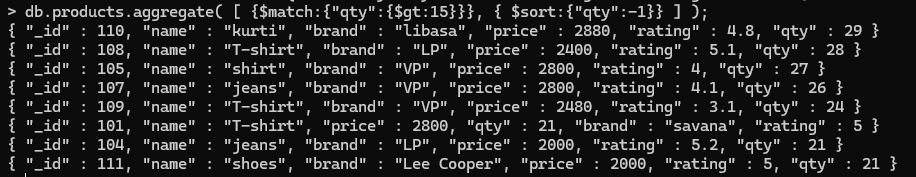 > db.products.aggregate( [ {$match:{"qty":{$gt:15}}}, { $sort:{"qty":-1}} ] );
{ "_id" : 110, "name" : "kurti", "brand" : "libasa", "price" : 2880, "rating" : 4.8, "qty" : 29 }
{ "_id" : 108, "name" : "T-shirt", "brand" : "LP", "price" : 2400, "rating" : 5.1, "qty" : 28 }
{ "_id" : 105, "name" : "shirt", "brand" : "VP", "price" : 2800, "rating" : 4, "qty" : 27 }
{ "_id" : 107, "name" : "jeans", "brand" : "VP", "price" : 2800, "rating" : 4.1, "qty" : 26 }
{ "_id" : 109, "name" : "T-shirt", "brand" : "VP", "price" : 2480, "rating" : 3.1, "qty" : 24 }
{ "_id" : 101, "name" : "T-shirt", "price" : 2800, "qty" : 21, "brand" : "savana", "rating" : 5 }
{ "_id" : 104, "name" : "jeans", "brand" : "LP", "price" : 2000, "rating" : 5.2, "qty" : 21 }
{ "_id" : 111, "name" : "shoes", "brand" : "Lee Cooper", "price" : 2000, "rating" : 5, "qty" : 21 }